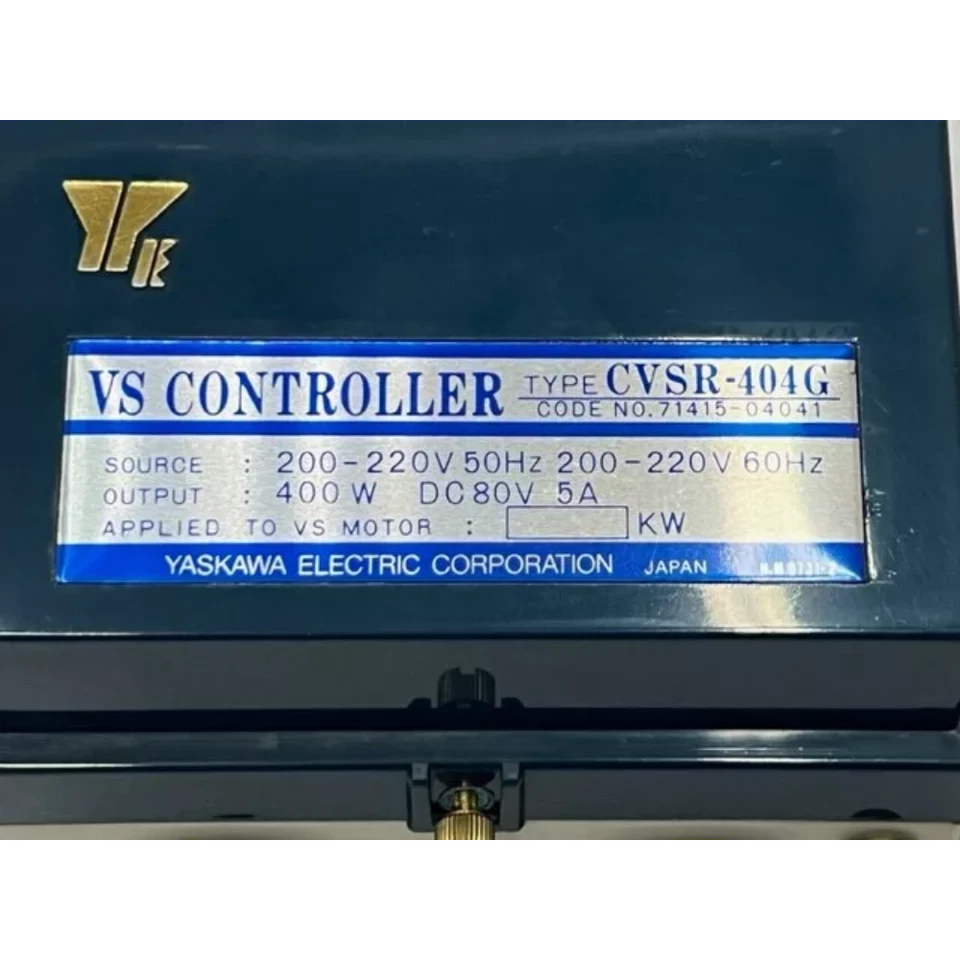 YE
VS CONTROLLER TYPE CVSR-404G
CODE NO. 71415-04041
SOURCE : 200-220V 50Hz 200-220V 60Hz
OUTPUT : 400W DC80V 5A
APPLIED TO VS MOTOR : KW
YASKAWA ELECTRIC CORPORATION JAPAN